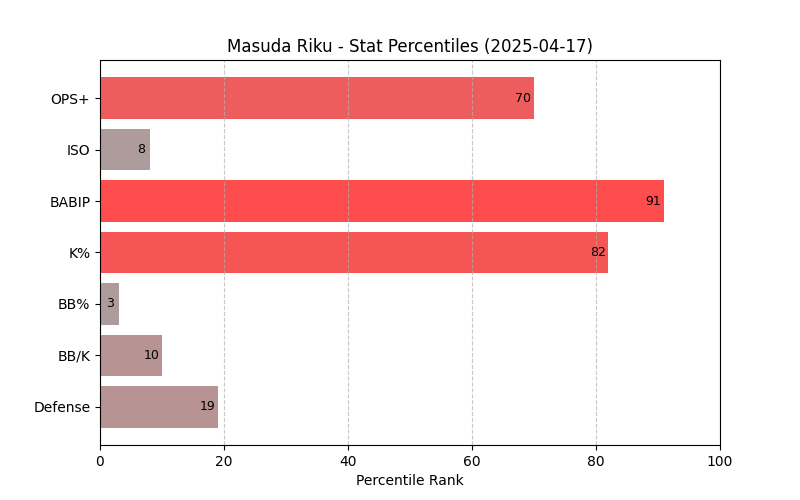 Masuda Riku - Stat Percentiles (2025-04-17)
OPS+ 70
ISO 8
BABIP 91
K% 82
BB% 3
BB/K 10
Defense 19
0 20 40 60 80 100
Percentile Rank